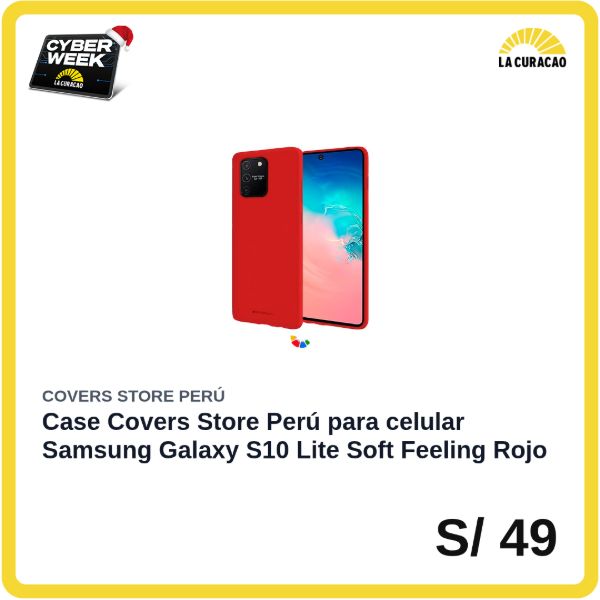 CYBER
WEEK
LA CURACAO
LA CURACAO
COVERS STORE PERÚ
Case Covers Store Perú para celular
Samsung Galaxy S10 Lite Soft Feeling Rojo
S/ 49